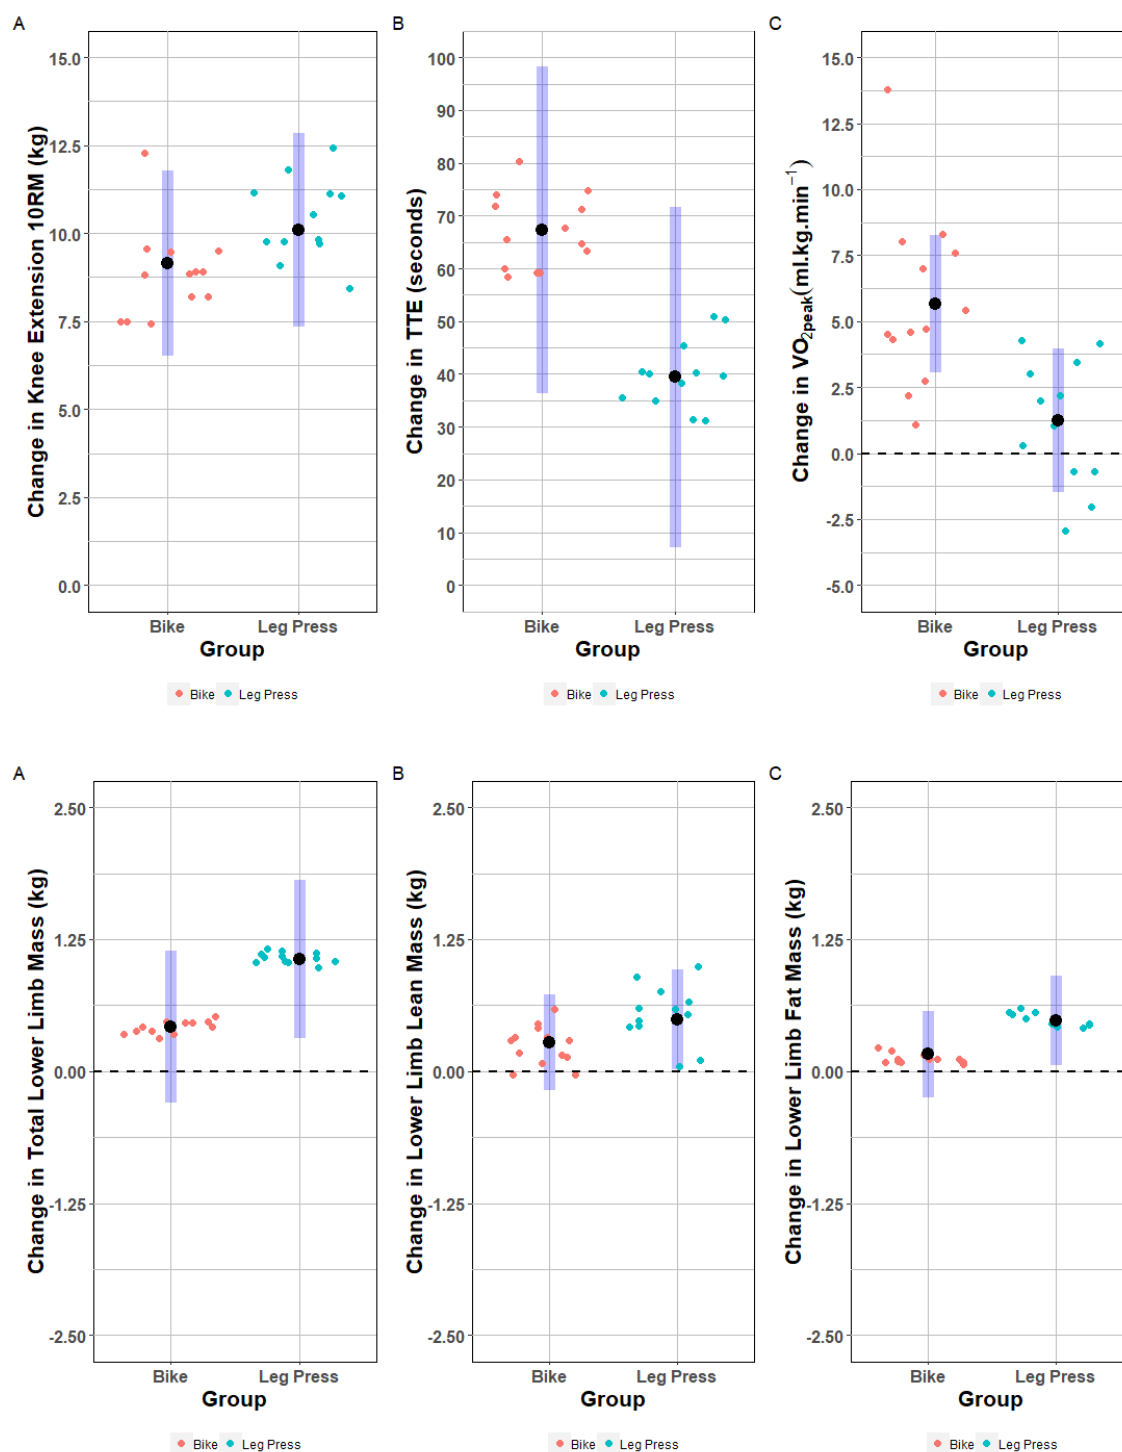 A
Change in Knee Extension 10RM (kg)
15.0
12.5
10.0
7.5
5.0
2.5
0.0
Bike Leg Press
Group
Bike Leg Press
B
Change in TTE (seconds)
100
90
80
70
60
50
40
30
20
10
0
Bike Leg Press
Group
Bike Leg Press
C
Change in VO2peak(ml.kg.min−1)
15.0
12.5
10.0
7.5
5.0
2.5
0.0
-2.5
-5.0
Bike Leg Press
Group
Bike Leg Press
A
Change in Total Lower Limb Mass (kg)
2.50
1.25
0.00
-1.25
-2.50
Bike Leg Press
Group
Bike Leg Press
B
Change in Lower Limb Lean Mass (kg)
2.50
1.25
0.00
-1.25
-2.50
Bike Leg Press
Group
Bike Leg Press
C
Change in Lower Limb Fat Mass (kg)
2.50
1.25
0.00
-1.25
-2.50
Bike Leg Press
Group
Bike Leg Press